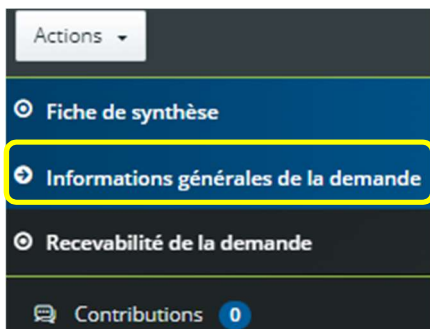 Actions
Fiche de synthèse
Informations générales de la demande
Recevabilité de la demande
Contributions 0